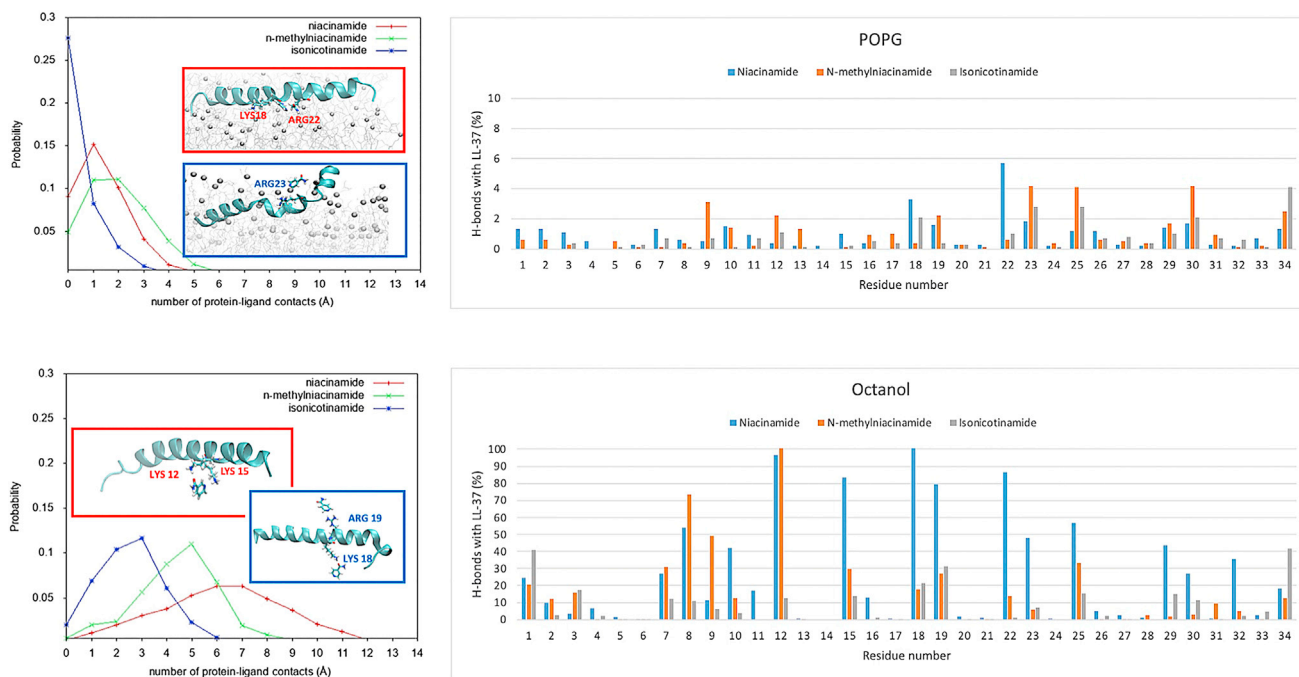 0.3
0.25
0.2
0.15
0.1
0.05
Probability
niacinamide
n-methylniacinamide
isonicotinamide
LYS18
ARG22
ARG23
0 1 2 3 4 5 6 7 8 9 10 11 12 13 14
number of protein-ligand contacts (Å)
POPG
Niacinamide N-methylniacinamide Isonicotinamide
H-bonds with LL-37 (%)
10
8
6
4
2
0
1 2 3 4 5 6 7 8 9 10 11 12 13 14 15 16 17 18 19 20 21 22 23 24 25 26 27 28 29 30 31 32 33 34
Residue number
0.3
0.25
0.2
0.15
0.1
0.05
Probability
niacinamide
n-methylniacinamide
isonicotinamide
LYS 12
LYS 15
ARG 19
LYS 18
0 1 2 3 4 5 6 7 8 9 10 11 12 13 14
number of protein-ligand contacts (Å)
Octanol
Niacinamide N-methylniacinamide Isonicotinamide
H-bonds with LL-37 (%)
100
90
80
70
60
50
40
30
20
10
0
1 2 3 4 5 6 7 8 9 10 11 12 13 14 15 16 17 18 19 20 21 22 23 24 25 26 27 28 29 30 31 32 33 34
Residue number